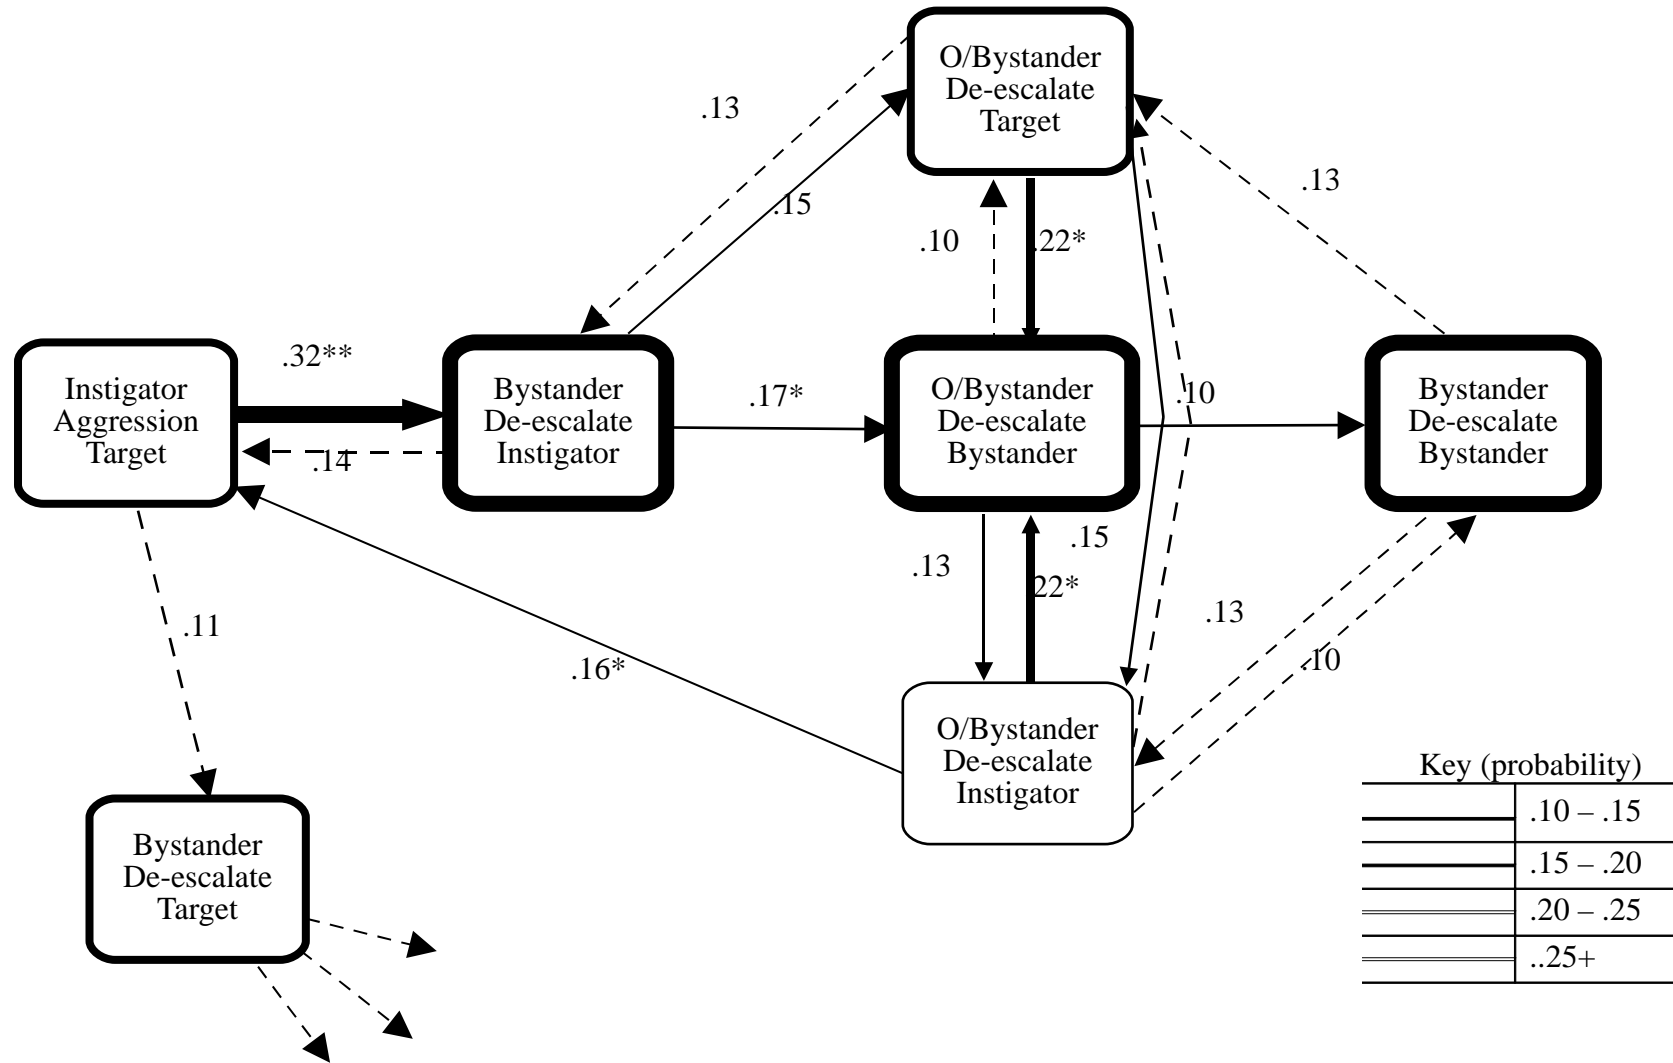 O/Bystander
De-escalate
Target
.13
.15
.13
.10
.22*
.32**
Instigator
Aggression
Target
Bystander
De-escalate
Instigator
.17*
O/Bystander
De-escalate
Bystander
.10
Bystander
De-escalate
Bystander
.14
.15
.13
22*
.11
.16*
.13
.10
O/Bystander
De-escalate
Instigator
Bystander
De-escalate
Target
Key (probability)
.10 – .15
.15 – .20
.20 – .25
..25+